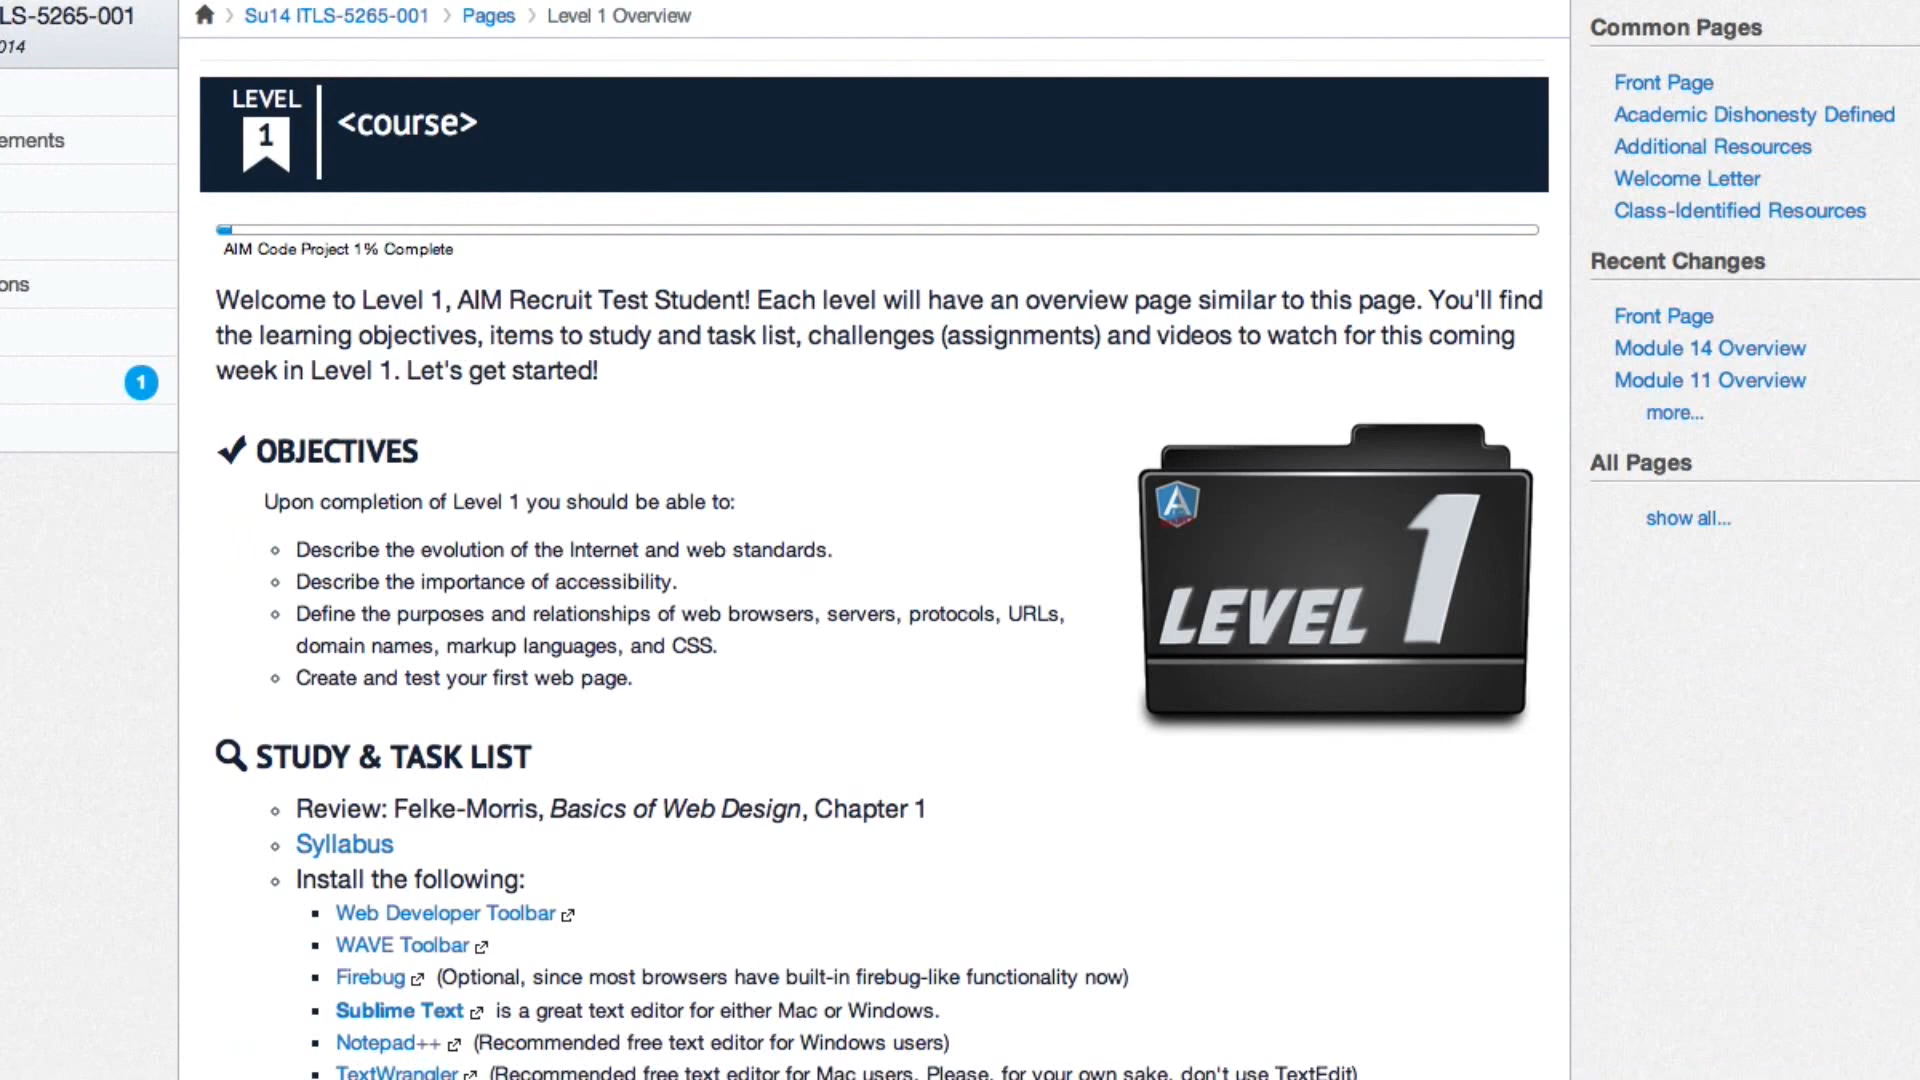 LS-5265-001
014
ements
ons
1
Su14 ITLS-5265-001 Pages Level 1 Overview
LEVEL
1
<course>
AIM Code Project 1% Complete
Welcome to Level 1, AIM Recruit Test Student! Each level will have an overview page similar to this page. You'll find
the learning objectives, items to study and task list, challenges (assignments) and videos to watch for this coming
week in Level 1. Let's get started!
OBJECTIVES
Upon completion of Level 1 you should be able to:
Describe the evolution of the Internet and web standards.
Describe the importance of accessibility.
Define the purposes and relationships of web browsers, servers, protocols, URLs,
domain names, markup languages, and CSS.
Create and test your first web page.
A
LEVEL 1
STUDY & TASK LIST
Review: Felke-Morris, Basics of Web Design, Chapter 1
Syllabus
Install the following:
Web Developer Toolbar
WAVE Toolbar
Firebug (Optional, since most browsers have built-in firebug-like functionality now)
Sublime Text is a great text editor for either Mac or Windows.
Notepad++ (Recommended free text editor for Windows users)
TextWrangler (Recommended free text editor for Mac users. Please, for your own sake, don't use TextEdit)
Common Pages
Front Page
Academic Dishonesty Defined
Additional Resources
Welcome Letter
Class-Identified Resources
Recent Changes
Front Page
Module 14 Overview
Module 11 Overview
more...
All Pages
show all...